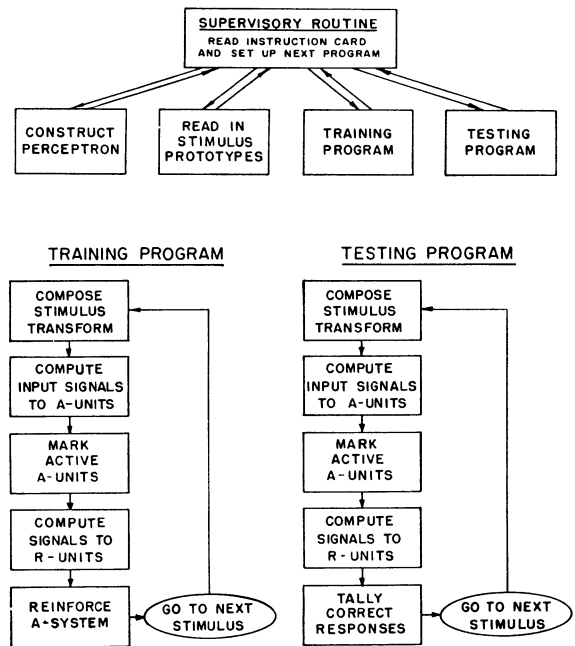 SUPERVISORY ROUTINE
READ INSTRUCTION CARD
AND SET UP NEXT PROGRAM
CONSTRUCT
PERCEPTRON
READ IN
STIMULUS
PROTOTYPES
TRAINING
PROGRAM
TESTING
PROGRAM
TRAINING PROGRAM
COMPOSE
STIMULUS
TRANSFORM
COMPUTE
INPUT SIGNALS
TO A-UNITS
MARK
ACTIVE
A-UNITS
COMPUTE
SIGNALS TO
R-UNITS
REINFORCE
A-SYSTEM
GO TO NEXT
STIMULUS
TESTING PROGRAM
COMPOSE
STIMULUS
TRANSFORM
COMPUTE
INPUT SIGNALS
TO A-UNITS
MARK
ACTIVE
A-UNITS
COMPUTE
SIGNALS TO
R-UNITS
TALLY
CORRECT
RESPONSES
GO TO NEXT
STIMULUS